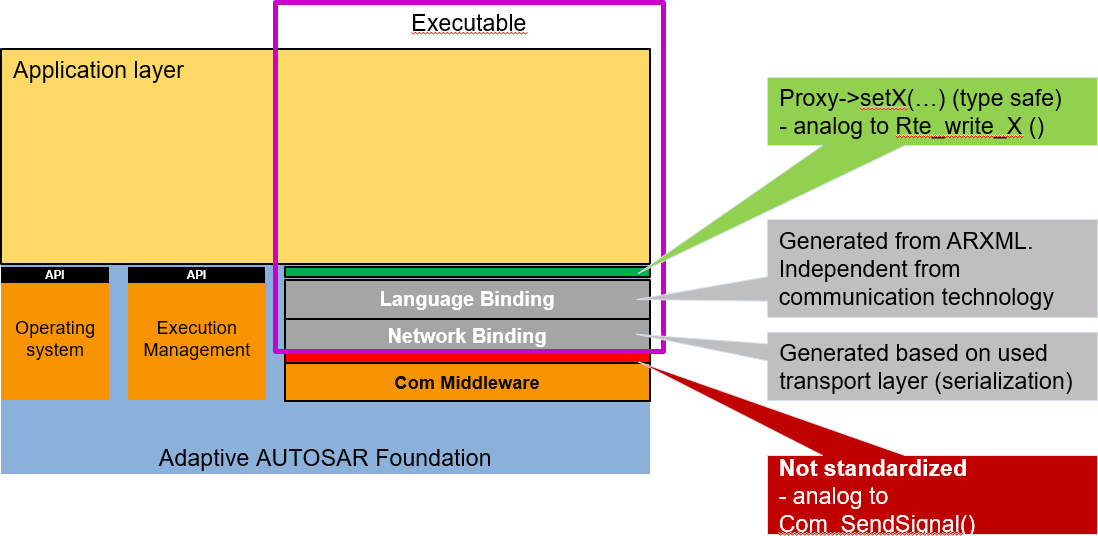 Executable
Application layer
Proxy->setX(…) (type safe)
- analog to Rte_write_X ()
Generated from ARXML.
Independent from
communication technology
API
API
Language Binding
Operating
system
Execution
Management
Network Binding
Generated based on used
transport layer (serialization)
Com Middleware
Adaptive AUTOSAR Foundation
Not standardized
- analog to
Com_SendSignal()